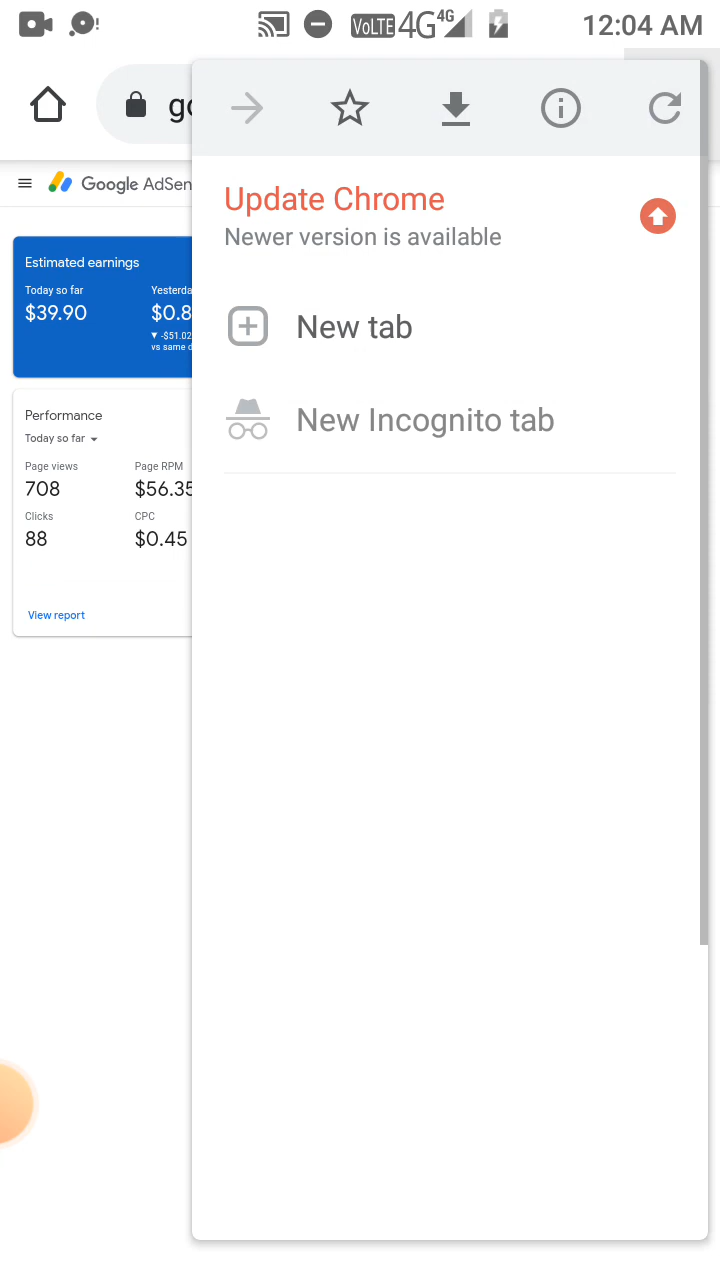 VoLTE 4G 4G 12:04 AM
Update Chrome
Newer version is available
New tab
New Incognito tab
Google AdSen
Estimated earnings
Today so far Yesterda
$39.90 $0.8
▼ -$51.02
vs same d
Performance
Today so far
Page views Page RPM
708 $56.35
Clicks CPC
88 $0.45
View report